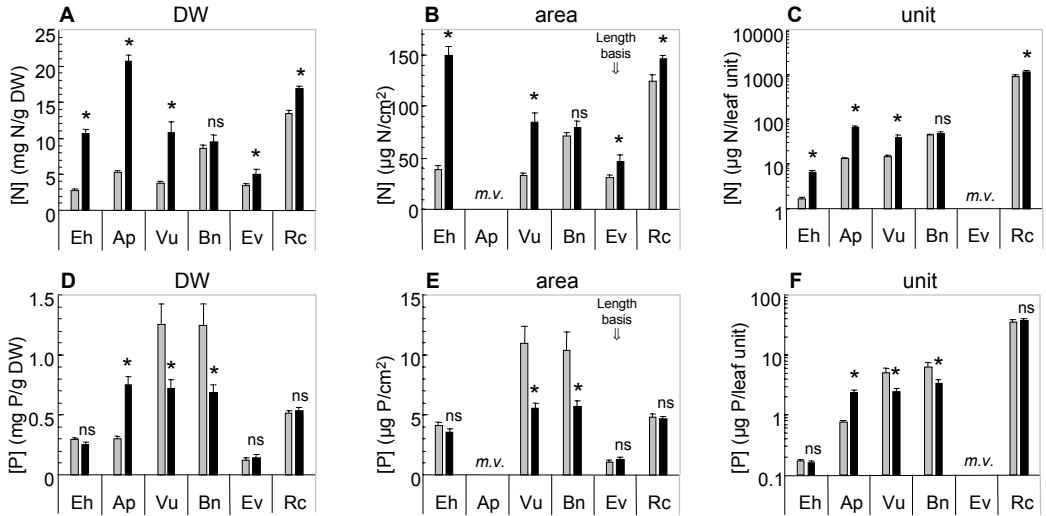 A DW
[N] (mg N/g DW)
25
20
15
10
5
0
* * * ns * *
Eh Ap Vu Bn Ev Rc
B area
[N] (µg N/cm²)
150
100
50
0
* m.v. * ns * *
Length
basis
⇓
Eh Ap Vu Bn Ev Rc
C unit
[N] (µg N/leaf unit)
10000
1000
100
10
1
* * * ns m.v. *
Eh Ap Vu Bn Ev Rc
D DW
[P] (mg P/g DW)
1.5
1.0
0.5
0
ns * * * ns ns
Eh Ap Vu Bn Ev Rc
E area
[P] (µg P/cm²)
15
10
5
0
ns m.v. * * ns ns
Length
basis
⇓
Eh Ap Vu Bn Ev Rc
F unit
[P] (µg P/leaf unit)
100
10
1
0.1
ns * * * m.v. ns
Eh Ap Vu Bn Ev Rc